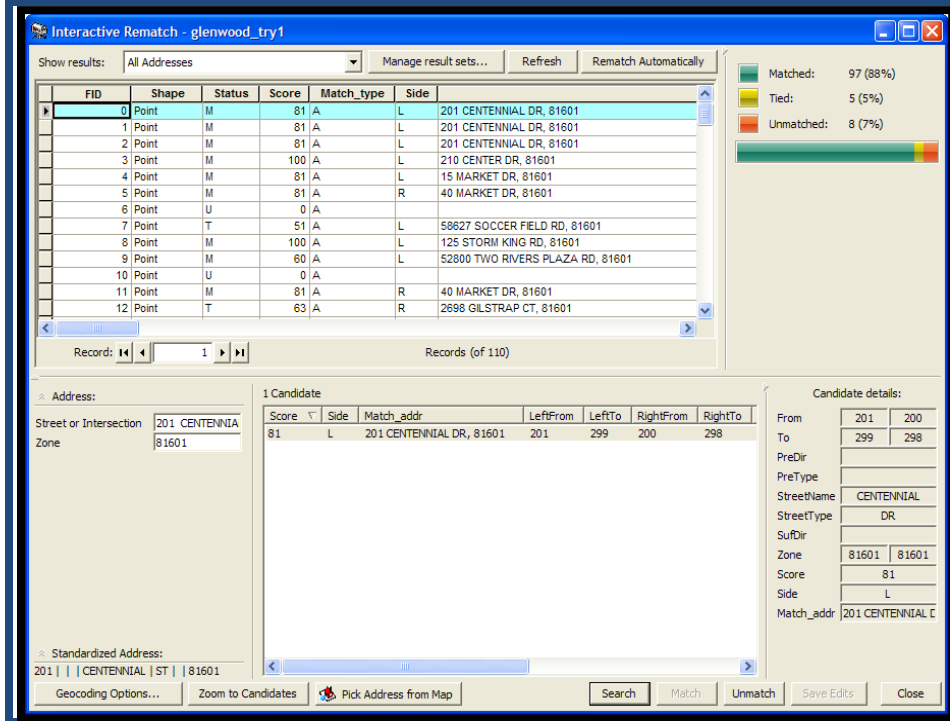 Interactive Rematch - glenwood_try1
Show results: All Addresses Manage result sets... Refresh Rematch Automatically
Matched: 97 (88%)
Tied: 5 (5%)
Unmatched: 8 (7%)
FID Shape Status Score Match_type Side
0 Point M 81 A L 201 CENTENNIAL DR, 81601
1 Point M 81 A L 201 CENTENNIAL DR, 81601
2 Point M 81 A L 201 CENTENNIAL DR, 81601
3 Point M 100 A L 210 CENTER DR, 81601
4 Point M 81 A L 15 MARKET DR, 81601
5 Point M 81 A R 40 MARKET DR, 81601
6 Point U 0 A
7 Point T 51 A L 58627 SOCCER FIELD RD, 81601
8 Point M 100 A L 125 STORM KING RD, 81601
9 Point M 60 A L 52800 TWO RIVERS PLAZA RD, 81601
10 Point U 0 A
11 Point M 81 A R 40 MARKET DR, 81601
12 Point T 63 A R 2698 GILSTRAP CT, 81601
Record: 1 Records (of 110)
Address:
Street or Intersection 201 CENTENNIA
Zone 81601
Standardized Address:
201 | | | CENTENNIAL | ST | | 81601
1 Candidate
Score Side Match_addr LeftFrom LeftTo RightFrom RightTo
81 L 201 CENTENNIAL DR, 81601 201 299 200 298
Candidate details:
From 201 200
To 299 298
PreDir
PreType
StreetName CENTENNIAL
StreetType DR
SufDir
Zone 81601 81601
Score 81
Side L
Match_addr 201 CENTENNIAL D
Geocoding Options... Zoom to Candidates Pick Address from Map Search Match Unmatch Save Edits Close